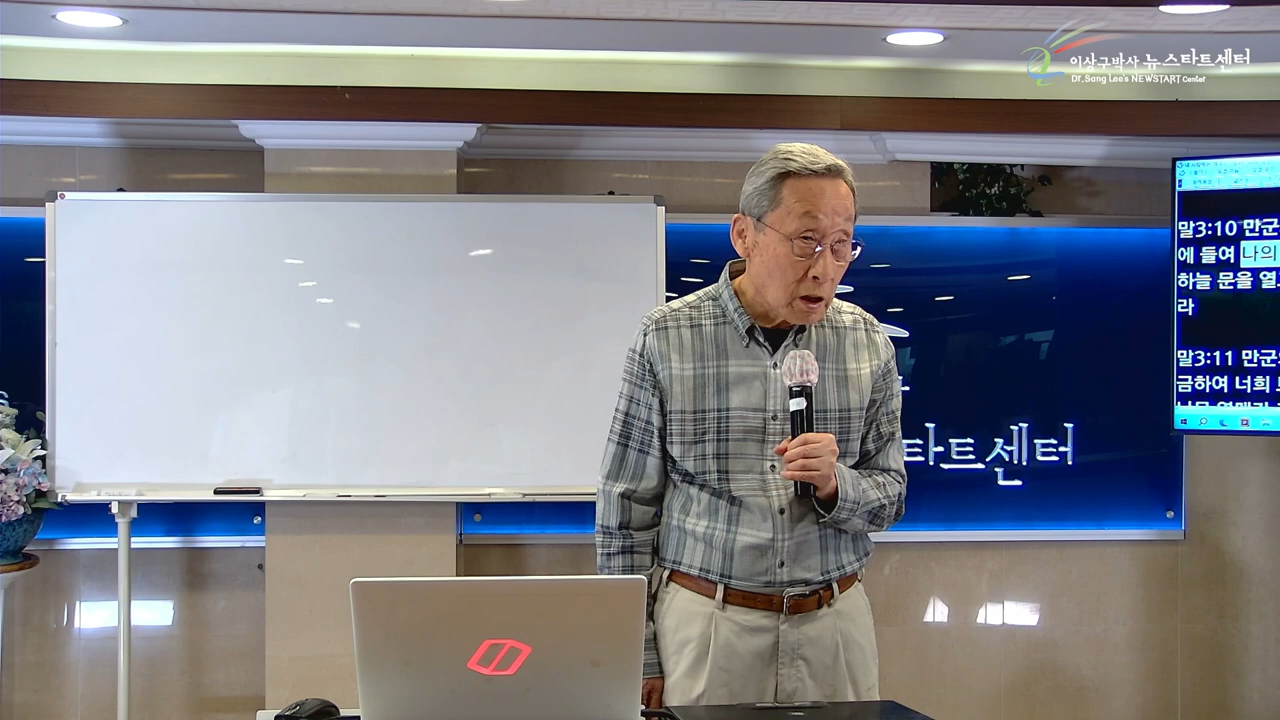 이상구박사 뉴스타트센터
Dr. Sang Lee's NEWSTART Center
말3:10 만군
에 들여 나의
하늘 문을 열
라
말3:11 만군
금하여 너희
타트센터